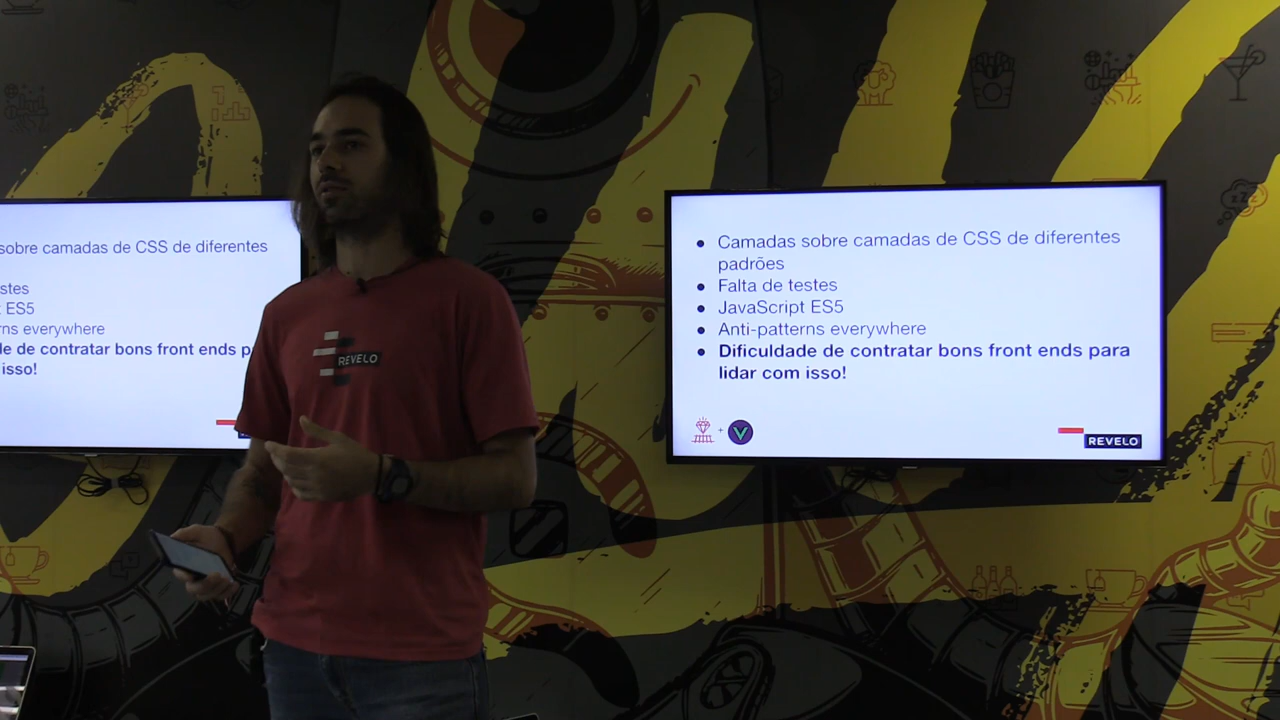 sobre camadas de CSS de diferentes
stes
t ES5
rns everywhere
de de contratar bons front ends p
isso!
REVELO
Camadas sobre camadas de CSS de diferentes
padrões
Falta de testes
JavaScript ES5
Anti-patterns everywhere
Dificuldade de contratar bons front ends para
lidar com isso!
+
REVELO
zzz